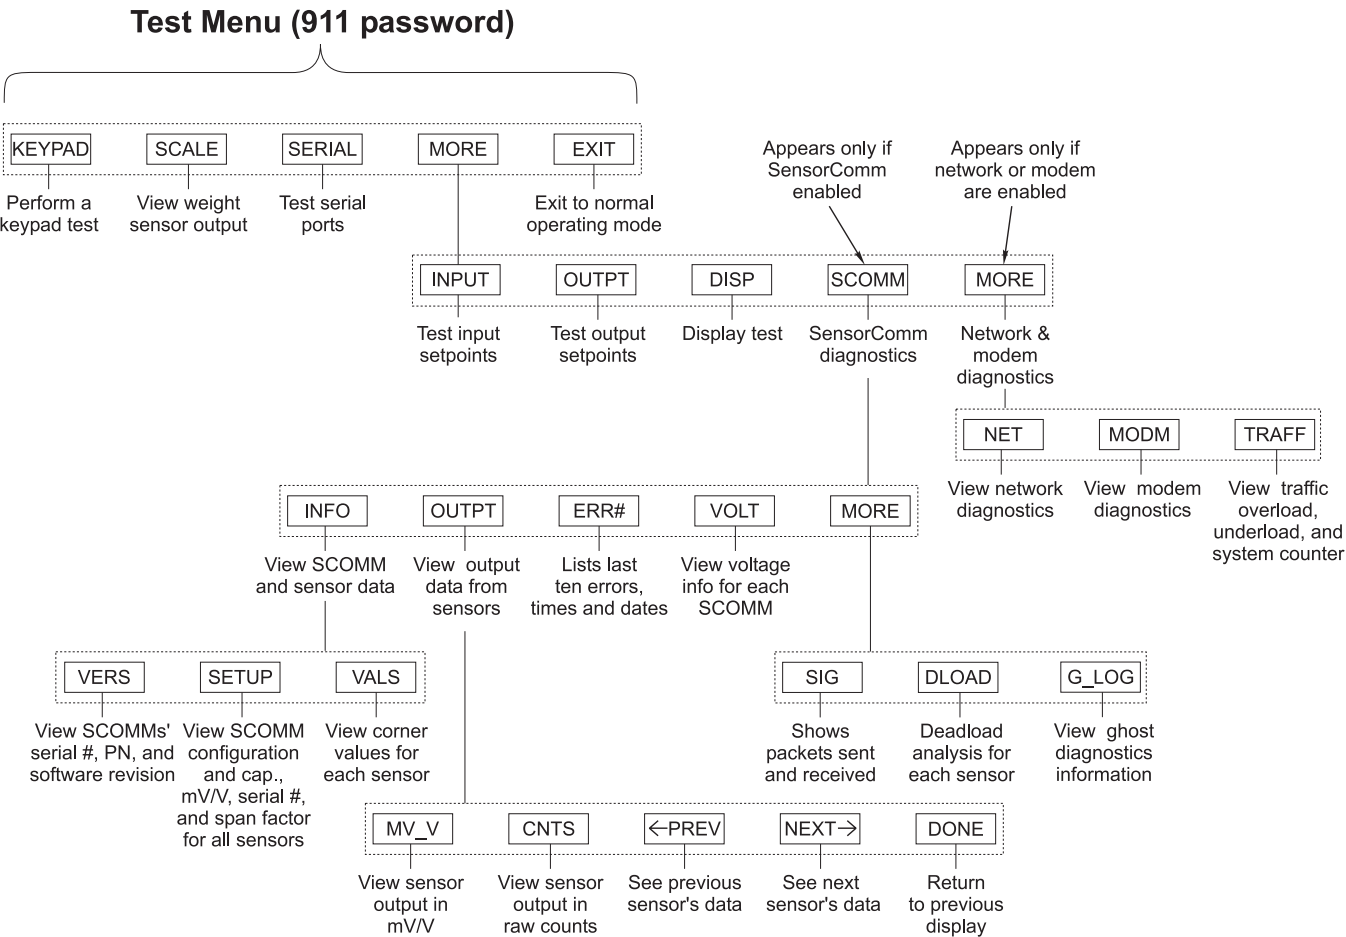 Test Menu (911 password)
KEYPAD
SCALE
SERIAL
MORE
EXIT
Perform a
keypad test
View weight
sensor output
Test serial
ports
Exit to normal
operating mode
Appears only if
SensorComm
enabled
Appears only if
network or modem
are enabled
INPUT
OUTPT
DISP
SCOMM
MORE
Test input
setpoints
Test output
setpoints
Display test
SensorComm
diagnostics
Network &
modem
diagnostics
NET
MODM
TRAFF
View network
diagnostics
View modem
diagnostics
View traffic
overload,
underload, and
system counter
INFO
OUTPT
ERR#
VOLT
MORE
View SCOMM
and sensor data
View output
data from
sensors
Lists last
ten errors,
times and dates
View voltage
info for each
SCOMM
VERS
SETUP
VALS
View SCOMMs'
serial #, PN, and
software revision
View SCOMM
configuration
and cap.,
mV/V, serial #,
and span factor
for all sensors
View corner
values for
each sensor
SIG
DLOAD
G_LOG
Shows
packets sent
and received
Deadload
analysis for
each sensor
View ghost
diagnostics
information
MV_V
CNTS
←PREV
NEXT→
DONE
View sensor
output in
mV/V
View sensor
output in
raw counts
See previous
sensor's data
See next
sensor's data
Return
to previous
display